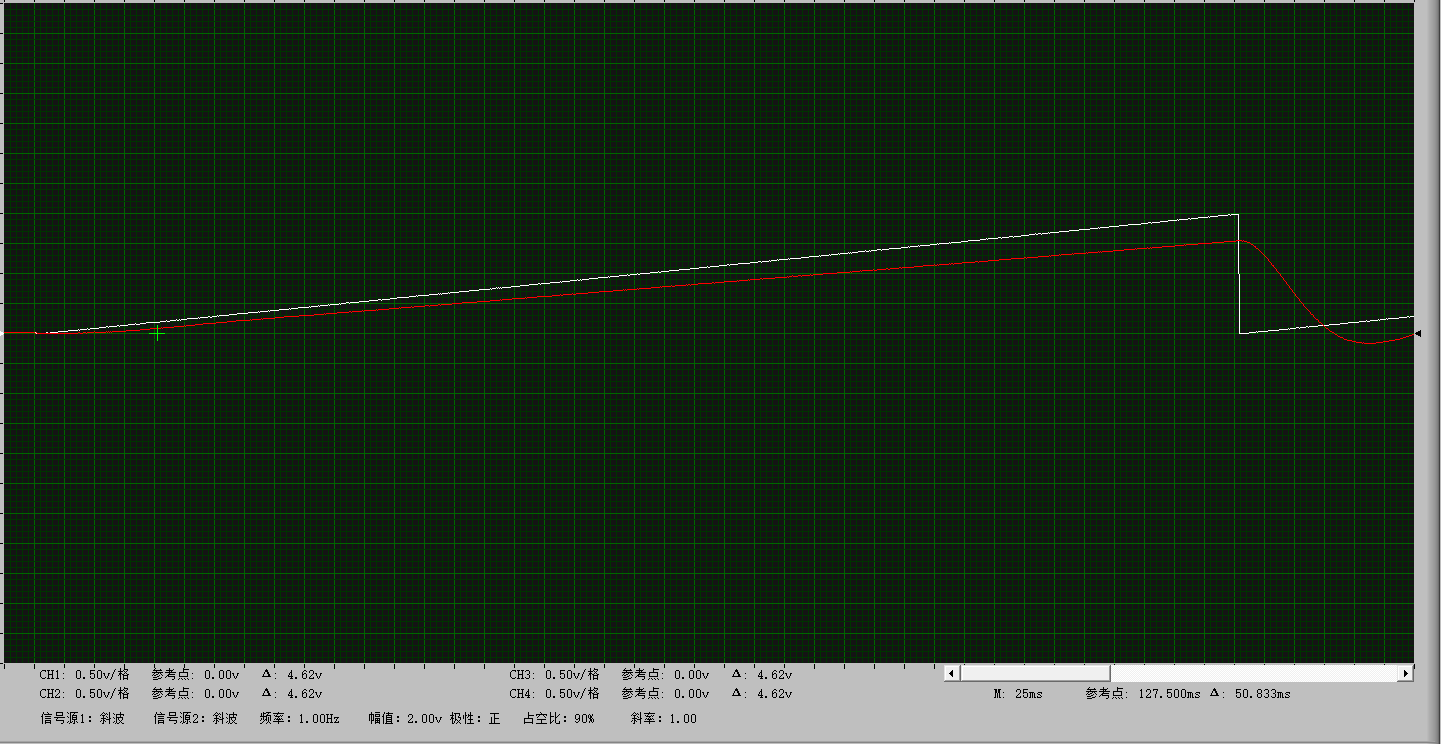 CH1: 0.50v/格 参考点: 0.00v Δ: 4.62v CH3: 0.50v/格 参考点: 0.00v Δ: 4.62v
CH2: 0.50v/格 参考点: 0.00v Δ: 4.62v CH4: 0.50v/格 参考点: 0.00v Δ: 4.62v M: 25ms 参考点: 127.500ms Δ: 50.833ms
信号源1: 斜波 信号源2: 斜波 频率: 1.00Hz 幅值: 2.00v 极性: 正 占空比: 90% 斜率: 1.00